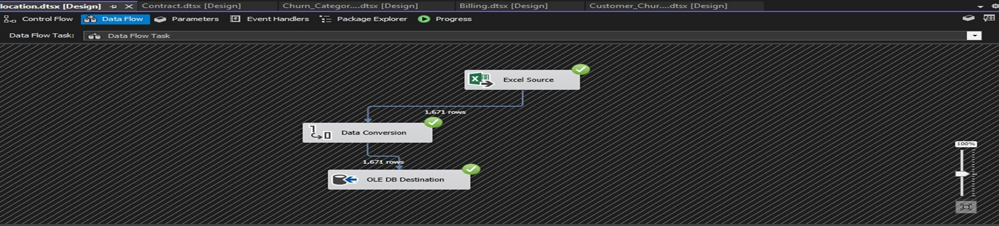 location.dtsx [Design] Contract.dtsx [Design] Churn_Categor....dtsx [Design] Billing.dtsx [Design] Customer_Chur....dtsx [Design]
Control Flow Data Flow Parameters Event Handlers Package Explorer Progress
Data Flow Task: Data Flow Task
Excel Source
1,671 rows
Data Conversion
1,671 rows
OLE DB Destination
100%